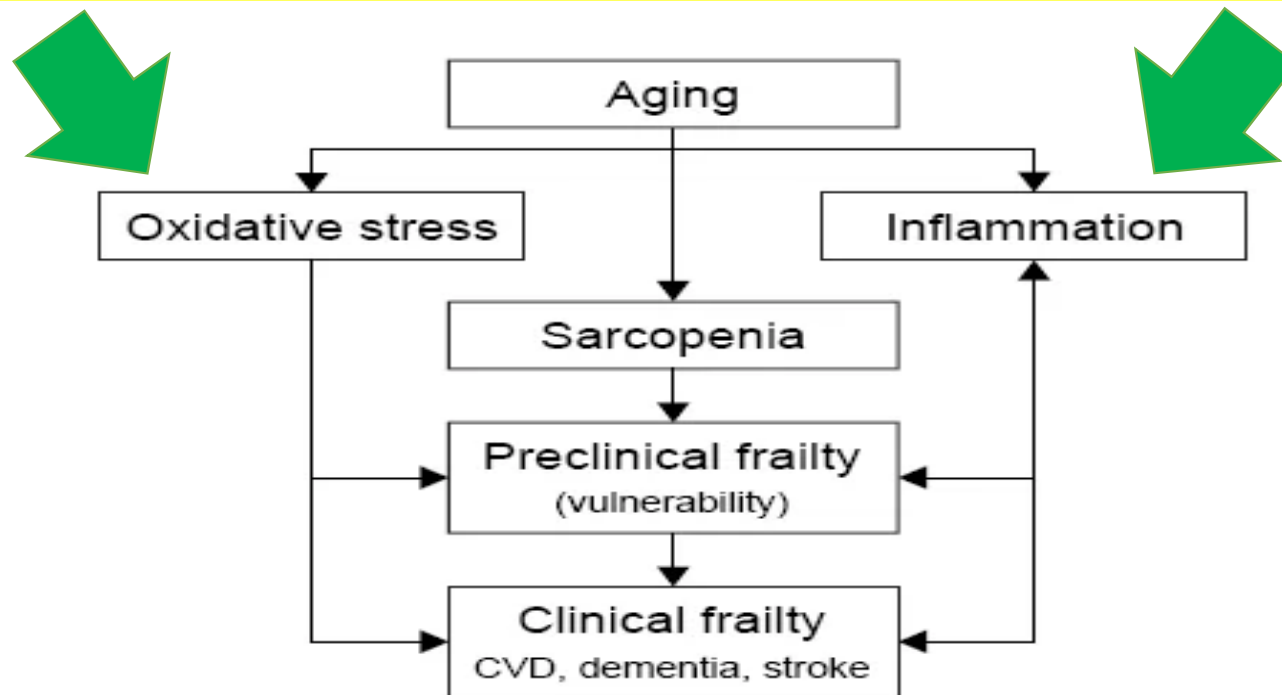 Aging
Oxidative stress
Inflammation
Sarcopenia
Preclinical frailty
(vulnerability)
Clinical frailty
CVD, dementia, stroke